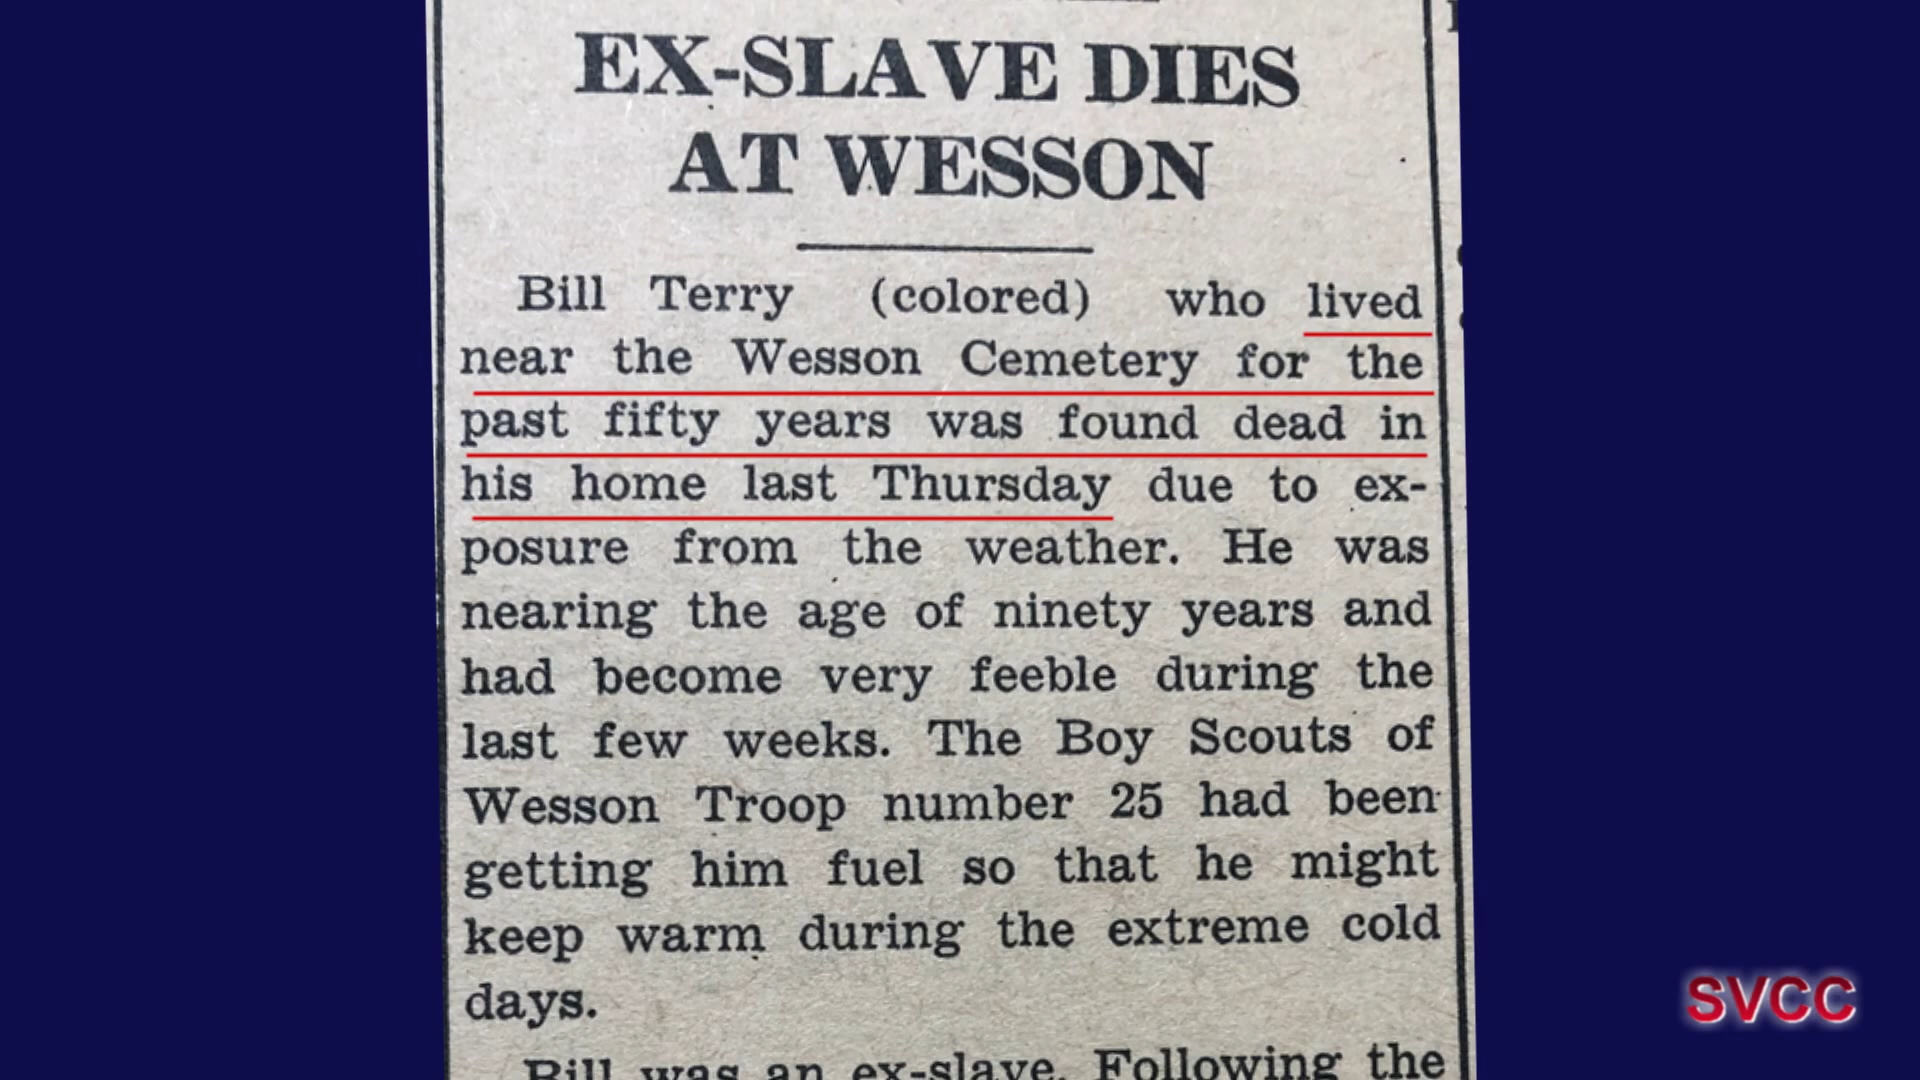 EX-SLAVE DIES
AT WESSON
Bill Terry (colored) who lived
near the Wesson Cemetery for the
past fifty years was found dead in
his home last Thursday due to ex-
posure from the weather. He was
nearing the age of ninety years and
had become very feeble during the
last few weeks. The Boy Scouts of
Wesson Troop number 25 had been
getting him fuel so that he might
keep warm during the extreme cold
days.
Bill was an ex-slave. Following the
SVCC